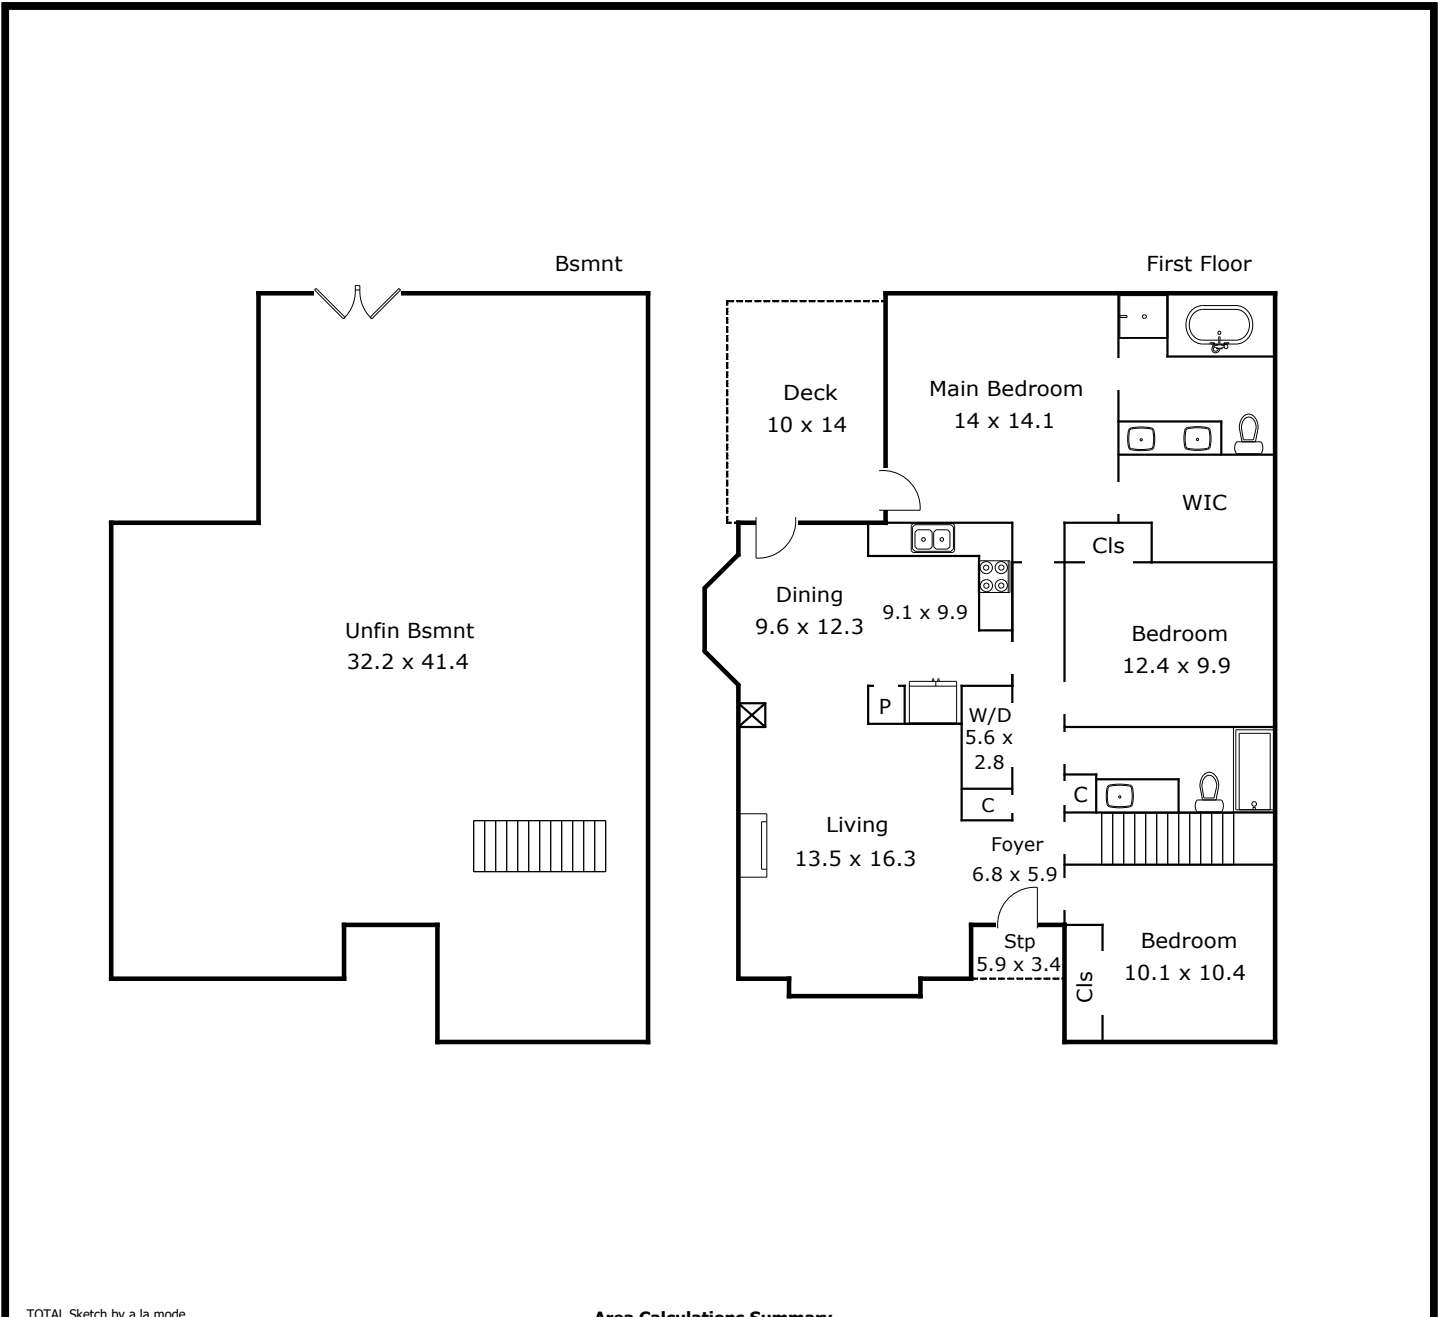 Bsmnt
First Floor
Deck
10 x 14
Main Bedroom
14 x 14.1
WIC
Cls
Dining
9.6 x 12.3
9.1 x 9.9
Unfin Bsmnt
32.2 x 41.4
Bedroom
12.4 x 9.9
P
W/D
5.6 x
2.8
C
C
Living
13.5 x 16.3
Foyer
6.8 x 5.9
Stp
5.9 x 3.4
Cls
Bedroom
10.1 x 10.4
TOTAL Sketch by a la mode
Area Calculations Summary